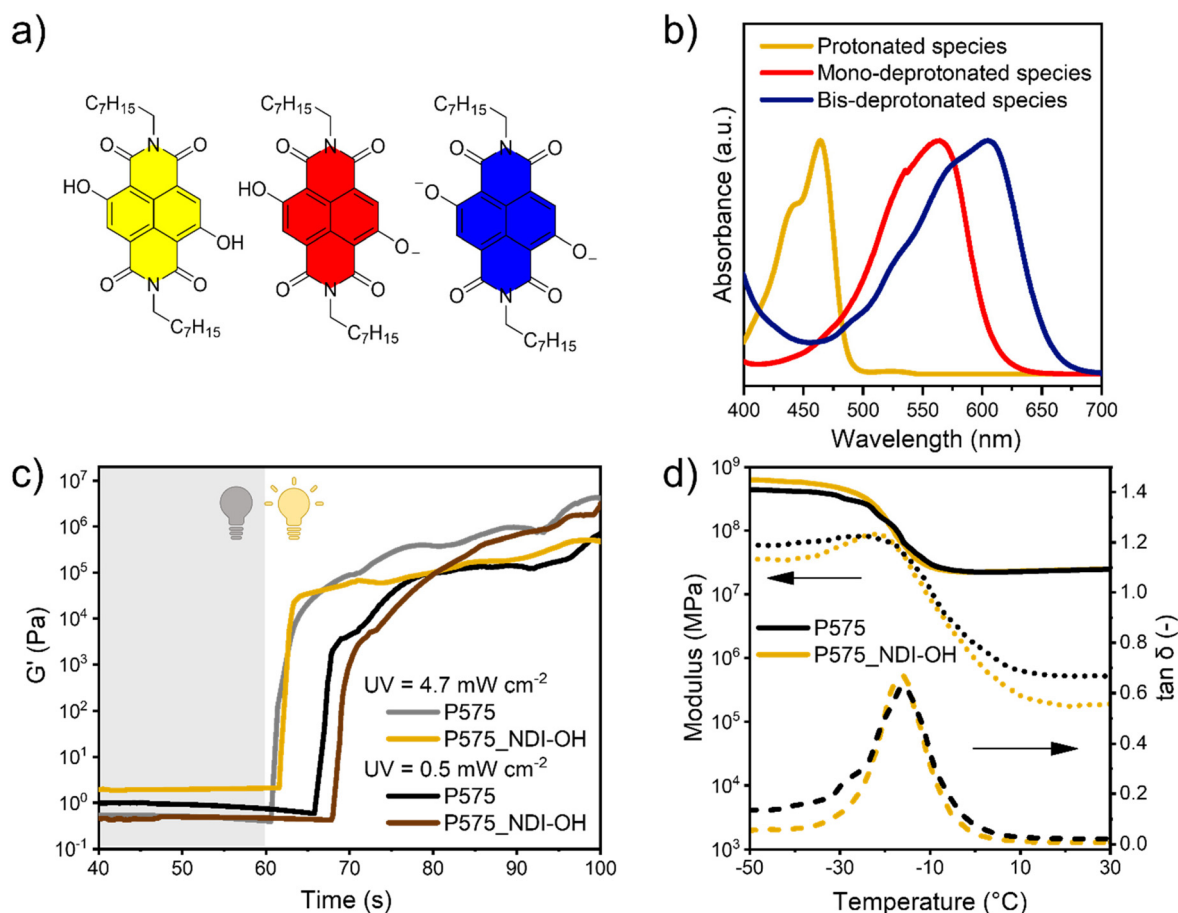 a)
C₇H₁₅
O N O
HO
OH
O N O
C₇H₁₅
C₇H₁₅
O N O
HO
O⁻
O N O
C₇H₁₅
C₇H₁₅
O N O
⁻O
O⁻
O N O
C₇H₁₅
b)
Protonated species
Mono-deprotonated species
Bis-deprotonated species
Absorbance (a.u.)
400 450 500 550 600 650 700
Wavelength (nm)
c)
10⁷
10⁶
10⁵
10⁴
10³
10²
10¹
10⁰
10⁻¹
G' (Pa)
UV = 4.7 mW cm⁻²
P575
P575_NDI-OH
UV = 0.5 mW cm⁻²
P575
P575_NDI-OH
40 50 60 70 80 90 100
Time (s)
d)
10⁹
10⁸
10⁷
10⁶
10⁵
10⁴
10³
Modulus (MPa)
P575
P575_NDI-OH
1.4
1.2
1.0
0.8
0.6
0.4
0.2
0.0
tan δ (-)
-50 -30 -10 10 30
Temperature (°C)